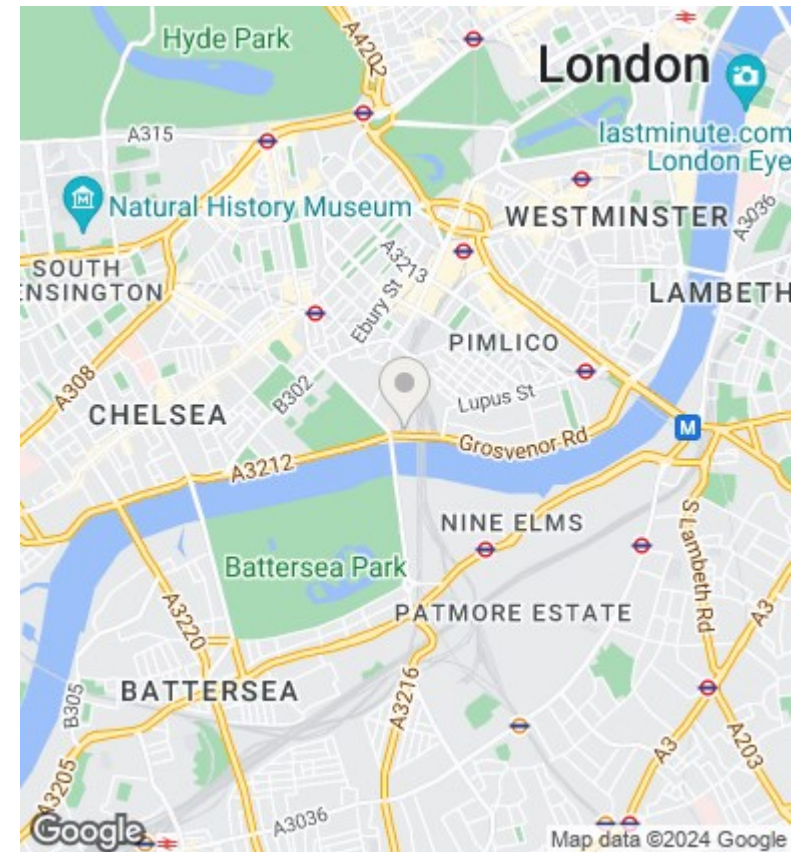 Hyde Park
A4202
London
A315
lastminute.com
London Eye
Natural History Museum
WESTMINSTER
A3036
A3213
SOUTH
ENSINGTON
LAMBETH
Ebury St
PIMLICO
A308
B302
Lupus St
CHELSEA
M
Grosvenor Rd
A3212
NINE ELMS
S Lambeth Rd
Battersea Park
PATMORE ESTATE
A3220
A3
BATTERSEA
B305
A3216
A3205
A3
A203
A3036
Google
Map data ©2024 Google